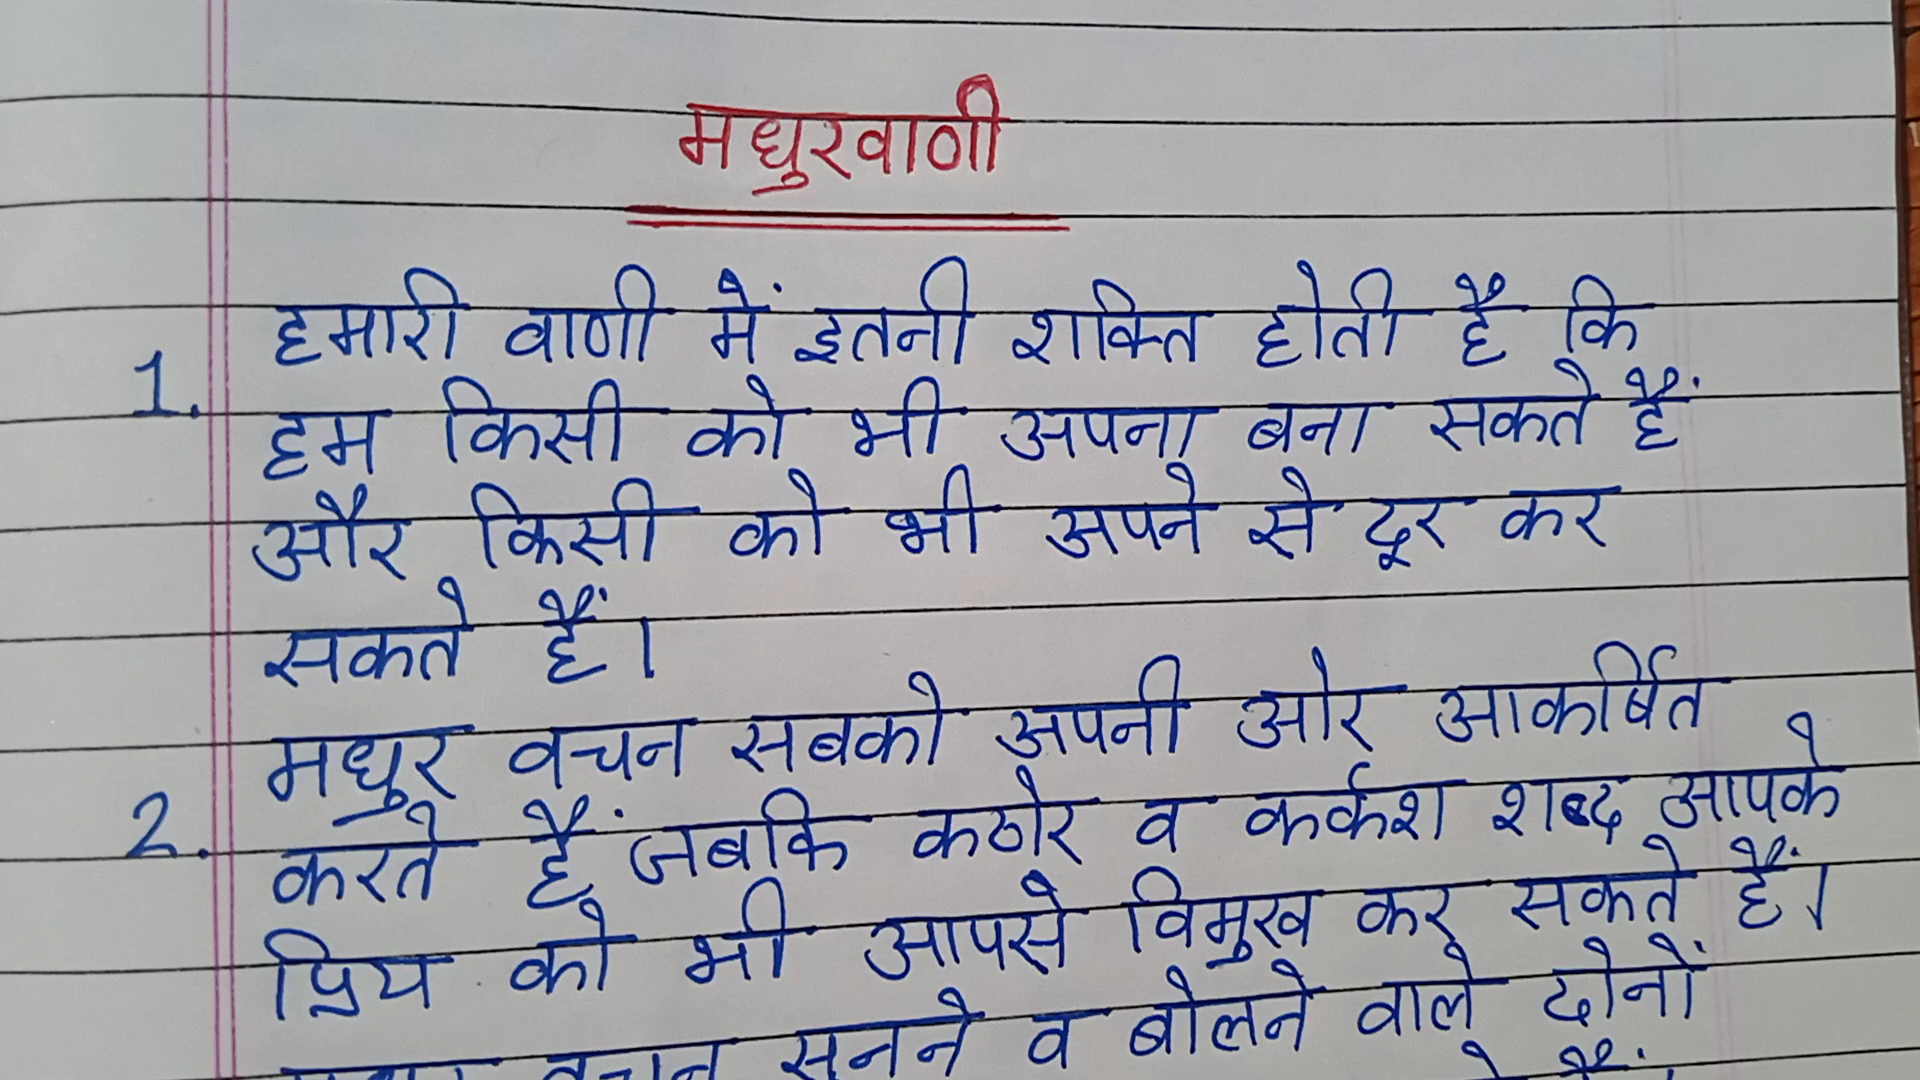 मधुरवाणी
1. हमारी वाणी में इतनी शक्ति होती है कि
हम किसी को भी अपना बना सकते हैं
और किसी को भी अपने से दूर कर
सकते हैं।
2. मधुर वचन सबको अपनी ओर आकर्षित
करते हैं, जबकि कठोर व कर्कश शब्द आपके
प्रिय को भी आपसे विमुख कर सकते हैं।
वचन सुनने व बोलने वाले दोनों